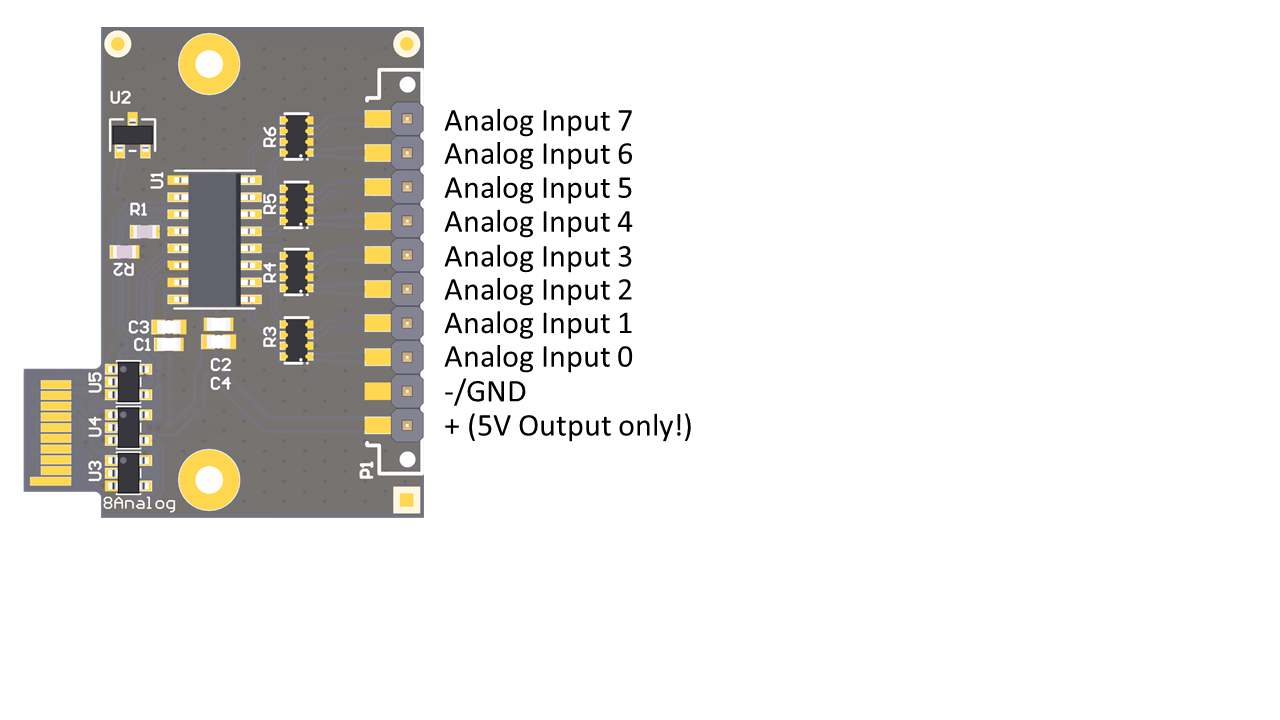 U2
R6
Analog Input 7
Analog Input 6
U1
R5
Analog Input 5
R1
Analog Input 4
R2
R4
Analog Input 3
Analog Input 2
C3
R3
Analog Input 1
C1
C2
Analog Input 0
C4
U5
-/GND
U4
+ (5V Output only!)
U3
P1
8Analog